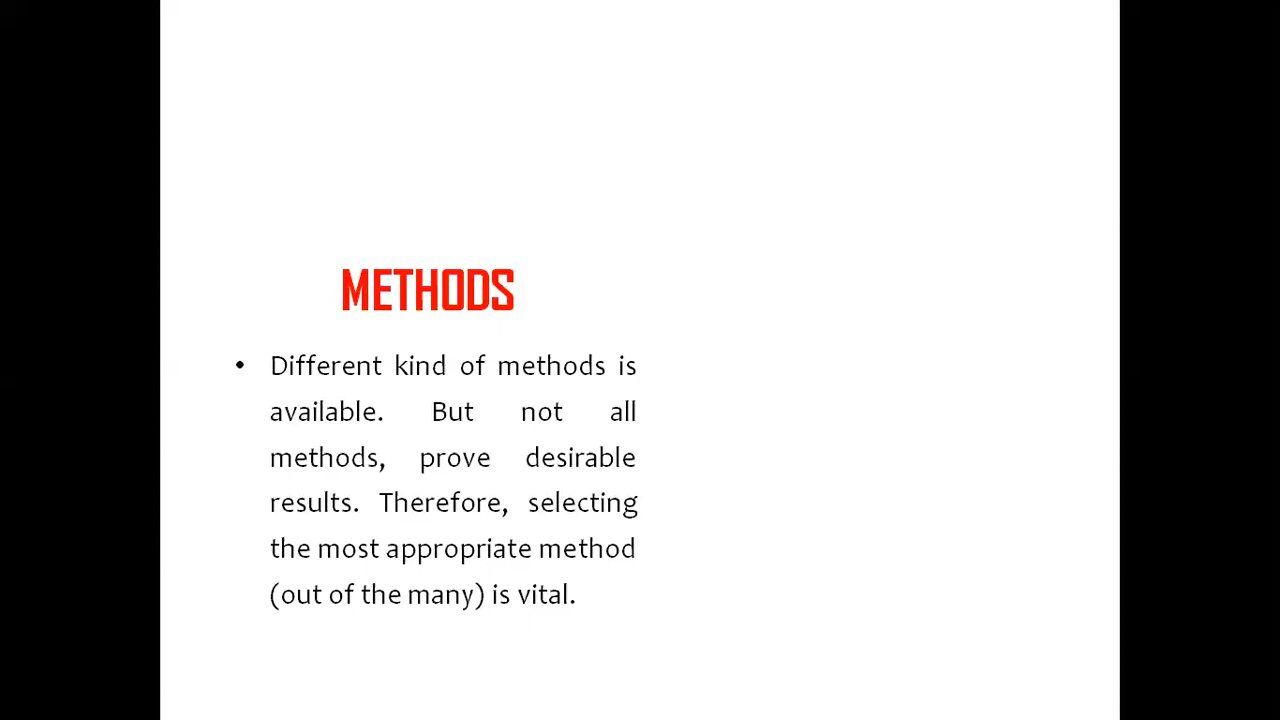 METHODS
• Different kind of methods is
available. But not all
methods, prove desirable
results. Therefore, selecting
the most appropriate method
(out of the many) is vital.